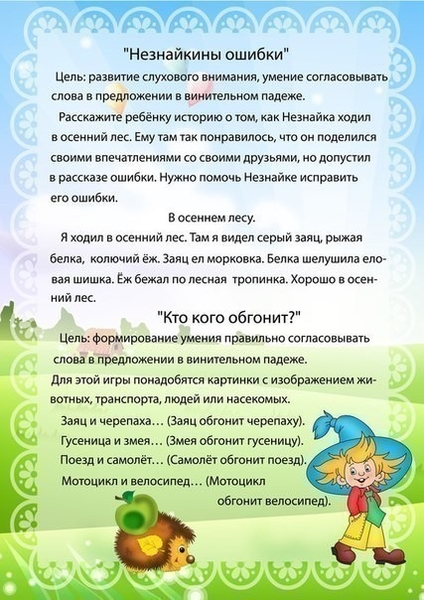 "Незнайкины ошибки"
Цель: развитие слухового внимания, умение согласовывать
слова в предложении в винительном падеже.
Расскажите ребёнку историю о том, как Незнайка ходил
в осенний лес. Ему там так понравилось, что он поделился
своими впечатлениями со своими друзьями, но допустил
в рассказе ошибки. Нужно помочь Незнайке исправить
его ошибки.
В осеннем лесу.
Я ходил в осенний лес. Там я видел серый заяц, рыжая
белка, колючий ёж. Заяц ел морковка. Белка шелушила ело-
вая шишка. Ёж бежал по лесная тропинка. Хорошо в осен-
ний лес.
"Кто кого обгонит?"
Цель: формирование умения правильно согласовывать
слова в предложении в винительном падеже.
Для этой игры понадобятся картинки с изображением жи-
вотных, транспорта, людей или насекомых.
Заяц и черепаха... (Заяц обгонит черепаху).
Гусеница и змея... (Змея обгонит гусеницу).
Поезд и самолёт... (Самолёт обгонит поезд).
Мотоцикл и велосипед... (Мотоцикл
обгонит велосипед).